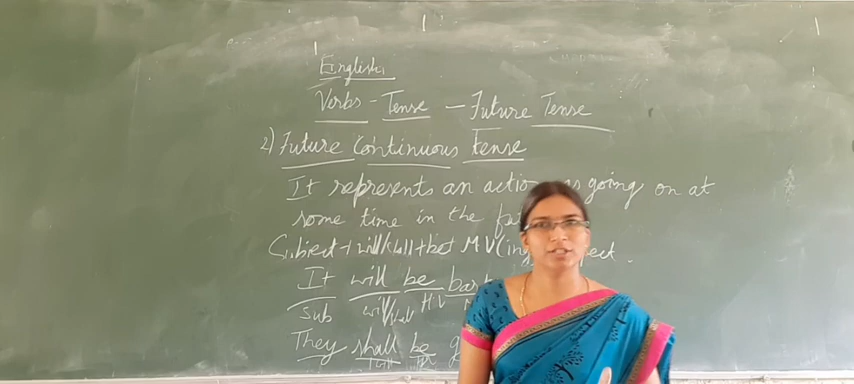 English
Verbs - Tense - Future Tense
2) Future Continuous Tense
It represents an action as going on at
some time in the
Subject + will/shall + be + MV (ing)
It will be
sub will/shall HV
They shall be